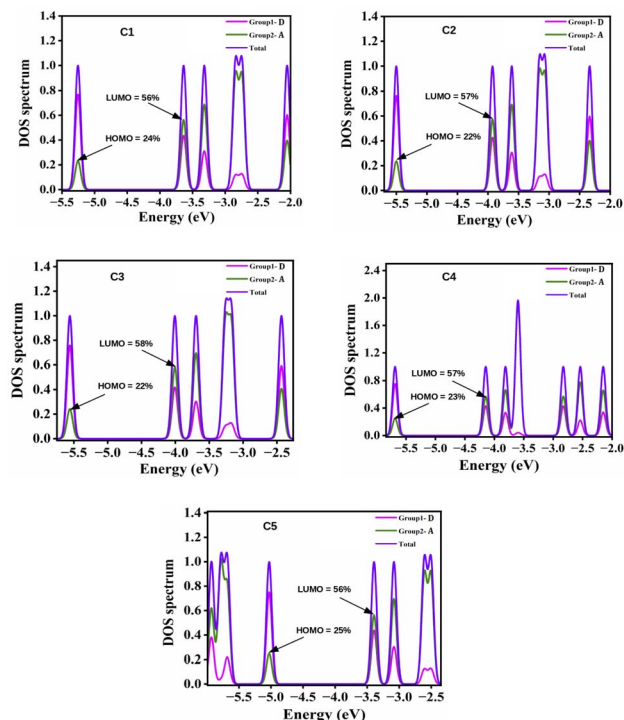 C1
Group1- D
Group2- A
Total
LUMO = 56%
HOMO = 24%
DOS spectrum
1.4
1.2
1.0
0.8
0.6
0.4
0.2
0.0
−5.5 −5.0 −4.5 −4.0 −3.5 −3.0 −2.5 −2.0
Energy (eV)
C2
Group1- D
Group2- A
Total
LUMO = 57%
HOMO = 22%
DOS spectrum
1.4
1.2
1.0
0.8
0.6
0.4
0.2
0.0
−5.5 −5.0 −4.5 −4.0 −3.5 −3.0 −2.5 −2.0
Energy (eV)
C3
Group1- D
Group2- A
Total
LUMO = 58%
HOMO = 22%
DOS spectrum
1.4
1.2
1.0
0.8
0.6
0.4
0.2
0.0
−5.5 −5.0 −4.5 −4.0 −3.5 −3.0 −2.5
Energy (eV)
C4
Group1- D
Group2- A
Total
LUMO = 57%
HOMO = 23%
DOS spectrum
2.4
2.0
1.6
1.2
0.8
0.4
0.0
−5.5 −5.0 −4.5 −4.0 −3.5 −3.0 −2.5 −2.0
Energy (eV)
C5
Group1- D
Group2- A
Total
LUMO = 56%
HOMO = 25%
DOS spectrum
1.4
1.2
1.0
0.8
0.6
0.4
0.2
0.0
−5.5 −5.0 −4.5 −4.0 −3.5 −3.0 −2.5
Energy (eV)